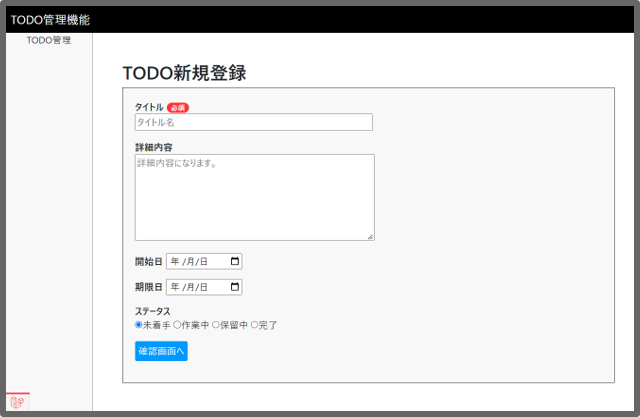 TODO管理機能
TODO管理
TODO新規登録
タイトル 必須
タイトル名
詳細内容
詳細内容になります。
開始日 年 /月/日
期限日 年 /月/日
ステータス
未着手 作業中 保留中 完了
確認画面へ